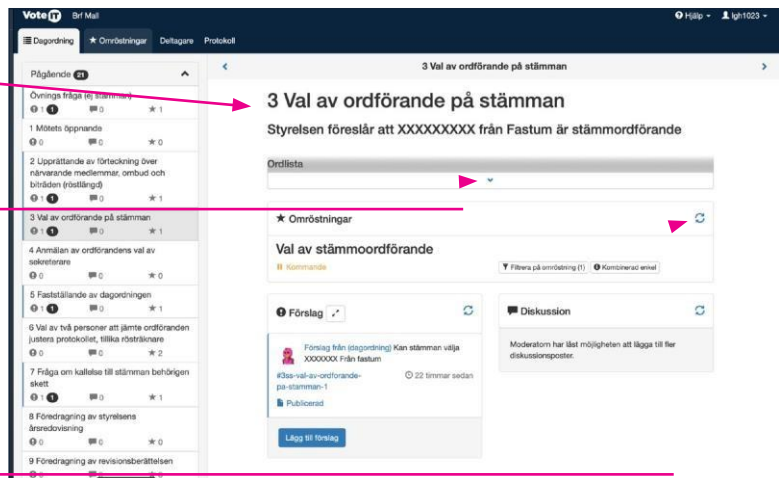 VoteIT Brf Mall
Hjälp
lgh1023
Dagordning
Omröstningar
Deltagare
Protokoll
Pågående 21
Övnings fråga (ej stämman)
1 1
0
1
1 Mötets öppnande
0
0
0
2 Upprättande av förteckning över
närvarande medlemmar, ombud och
biträden (röstlängd)
1 1
0
1
3 Val av ordförande på stämman
1 1
0
1
4 Anmälan av ordförandens val av
sekreterare
0
0
0
5 Fastställande av dagordningen
1 1
0
1
6 Val av två personer att jämte ordföranden
justera protokollet, tillika rösträknare
0
0
2
7 Fråga om kallelse till stämman behörigen
skett
1 1
0
1
8 Föredragning av styrelsens
årsredovisning
0
0
0
9 Föredragning av revisionsberättelsen
3 Val av ordförande på stämman
3 Val av ordförande på stämman
Styrelsen föreslår att XXXXXXXXX från Fastum är stämmordförande
Ordlista
Omröstningar
Val av stämmoordförande
Kommande
Filtrera på omröstning (1)
Kombinerad enkel
Förslag
Förslag från (dagordning) Kan stämman välja
XXXXXXX Från fastum
#3ss-val-av-ordforande-
pa-stamman-1
22 timmar sedan
Publicerad
Lägg till förslag
Diskussion
Moderatorn har låst möjligheten att lägga till fler
diskussionsposter.